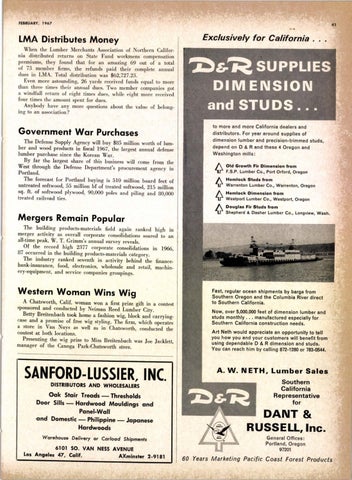 FEBRUARY, 1967
41
LMA Distributes Money
When the Lumber Merchants Association of Northern Califor-
nia distributed returns on State Fund workmens compensation
premiums, they found that for an amazing 69 out of a total
of 73 member firms, the refunds paid their complete annual
dues in LMA. Total distribution was $62,727.23.
Even more astounding, 26 yards received funds equal to more
than three times their annual dues. Two member companies got
a windfall return of eight times dues, while eight more received
four times the amount spent for dues.
Anybody have any more questions about the value of belong-
ing to an association?
Government War Purchases
The Defense Supply Agency will buy $85 million worth of lum-
ber and wood products in fiscal 1967, the largest annual defense
lumber purchase since the Korean War.
By far the largest share of this business will come from the
West through the Defense Department's procurement agency in
Portland.
The forecast for Portland buying is 510 million board feet of
untreated softwood, 55 million bf of treated softwood, 215 million
sq. ft. of softwood plywood, 90,000 poles and piling and 80,000
treated railroad ties.
Mergers Remain Popular
The building products-materials field again ranked high in
merger activity as overall corporate consolidations soared to an
all-time peak, W. T. Grimm's annual survey reveals.
Of the record high 2377 corporate consolidations in 1966,
87 occurred in the building products-materials category.
The industry ranked seventh in activity behind the finance-
bank-insurance, food, electronics, wholesale and retail, machin-
ery-equipment, and service companies groupings.
Western Woman Wins Wig
A Chatsworth, Calif. woman won a first prize gift in a contest
sponsored and conducted by Neiman Reed Lumber City.
Betty Breitenbach took home a fashion wig, block and carrying-
case and a promise of free wig styling. The firm, which operates
a store in Van Nuys as well as in Chatsworth, conducted the
contest at both locations.
Presenting the wig prize to Miss Breitenbach was Joe Jacklett,
manager of the Canoga Park-Chatsworth store.
SANFORD-LUSSIER, INC.
DISTRIBUTORS AND WHOLESALERS
Oak Stair Treads — Thresholds
Door Sills — Hardwood Mouldings and
Panel-Wall
and Domestic — Philippine — Japanese
Hardwoods
Warehouse Delivery or Carload Shipments
6101 SO. VAN NESS AVENUE
Los Angeles 47, Calif. AXminster 2-9181
Exclusively for California . . .
D&R SUPPLIES
DIMENSION
and STUDS . . .
to more and more California dealers and
distributors. For year around supplies of
dimension lumber and precision-trimmed studs,
depend on D & R and these 4 Oregon and
Washington mills:
Old Growth Fir Dimension from
F.S.P. Lumber Co., Port Orford, Oregon
Hemlock Studs from
Warrenton Lumber Co., Warrenton, Oregon
Hemlock Dimension from
Westport Lumber Co., Westport, Oregon
Douglas Fir Studs from
Shepherd & Dexter Lumber Co., Longview, Wash.
Fast, regular ocean shipments by barge from
Southern Oregon and the Columbia River direct
to Southern California.
Now, over 5,000,000 feet of dimension lumber and
studs monthly . . . manufactured especially for
Southern California construction needs.
Art Neth would appreciate an opportunity to tell
you how you and your customers will benefit from
using dependable D & R dimension and studs.
You can reach him by calling 872-1280 or 783-0544.
A. W. NETH, Lumber Sales
Southern
California
Representative
for
D&R
DANT &
RUSSELL, Inc.
General Offices:
Portland, Oregon
97201
60 Years Marketing Pacific Coast Forest Products